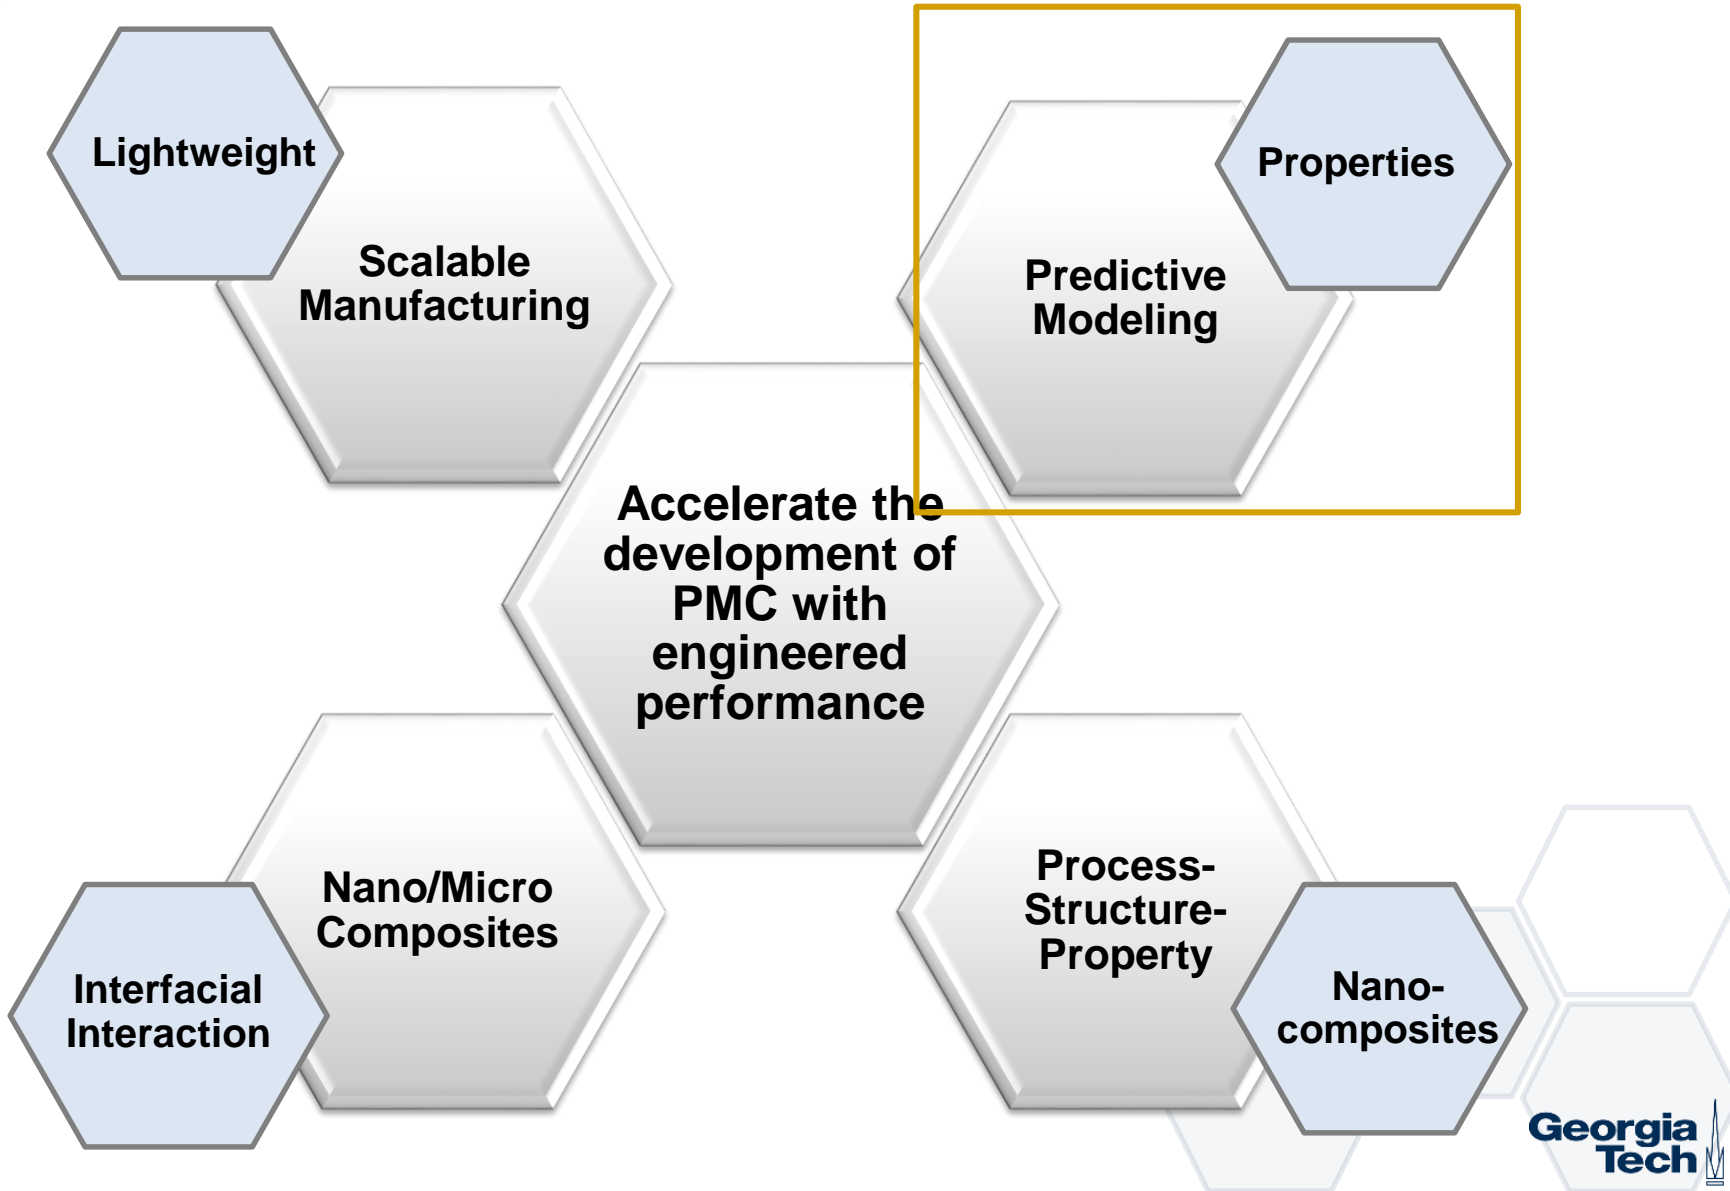 Lightweight
Scalable
Manufacturing
Properties
Predictive
Modeling
Accelerate the
development of
PMC with
engineered
performance
Nano/Micro
Composites
Interfacial
Interaction
Process-
Structure-
Property
Nano-
composites
Georgia
Tech